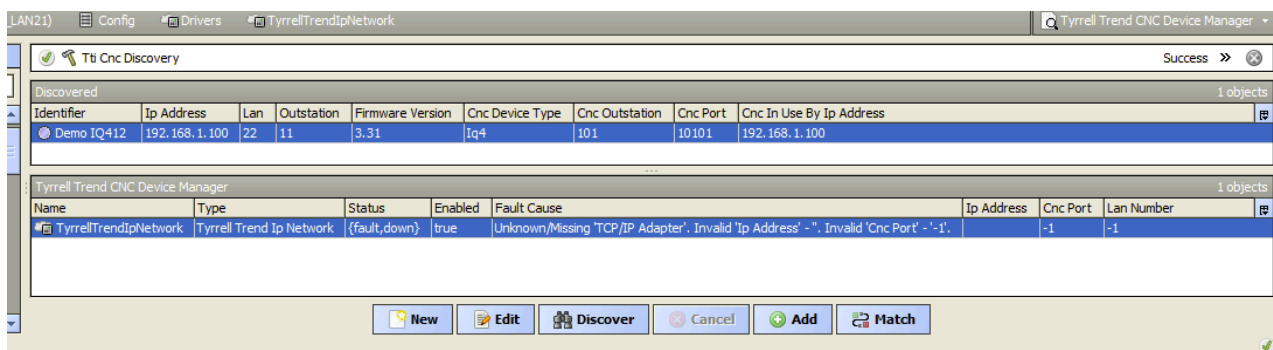 _LAN21) Config Drivers TyrrellTrendIpNetwork Tyrrell Trend CNC Device Manager
Tti Cnc Discovery Success »
Discovered 1 objects
Identifier Ip Address Lan Outstation Firmware Version Cnc Device Type Cnc Outstation Cnc Port Cnc In Use By Ip Address
Demo IQ412 192.168.1.100 22 11 3.31 Iq4 101 10101 192.168.1.100
Tyrrell Trend CNC Device Manager 1 objects
Name Type Status Enabled Fault Cause Ip Address Cnc Port Lan Number
TyrrellTrendIpNetwork Tyrrell Trend Ip Network {fault,down} true Unknown/Missing 'TCP/IP Adapter'. Invalid 'Ip Address' - ''. Invalid 'Cnc Port' - '-1'. -1 -1
New Edit Discover Cancel Add Match